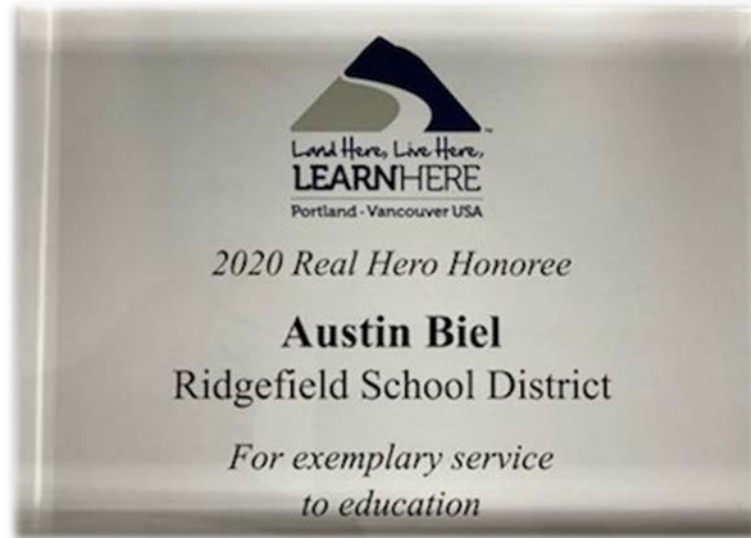 Land Here, Live Here,
LEARNHERE
Portland - Vancouver USA
2020 Real Hero Honoree
Austin Biel
Ridgefield School District
For exemplary service
to education